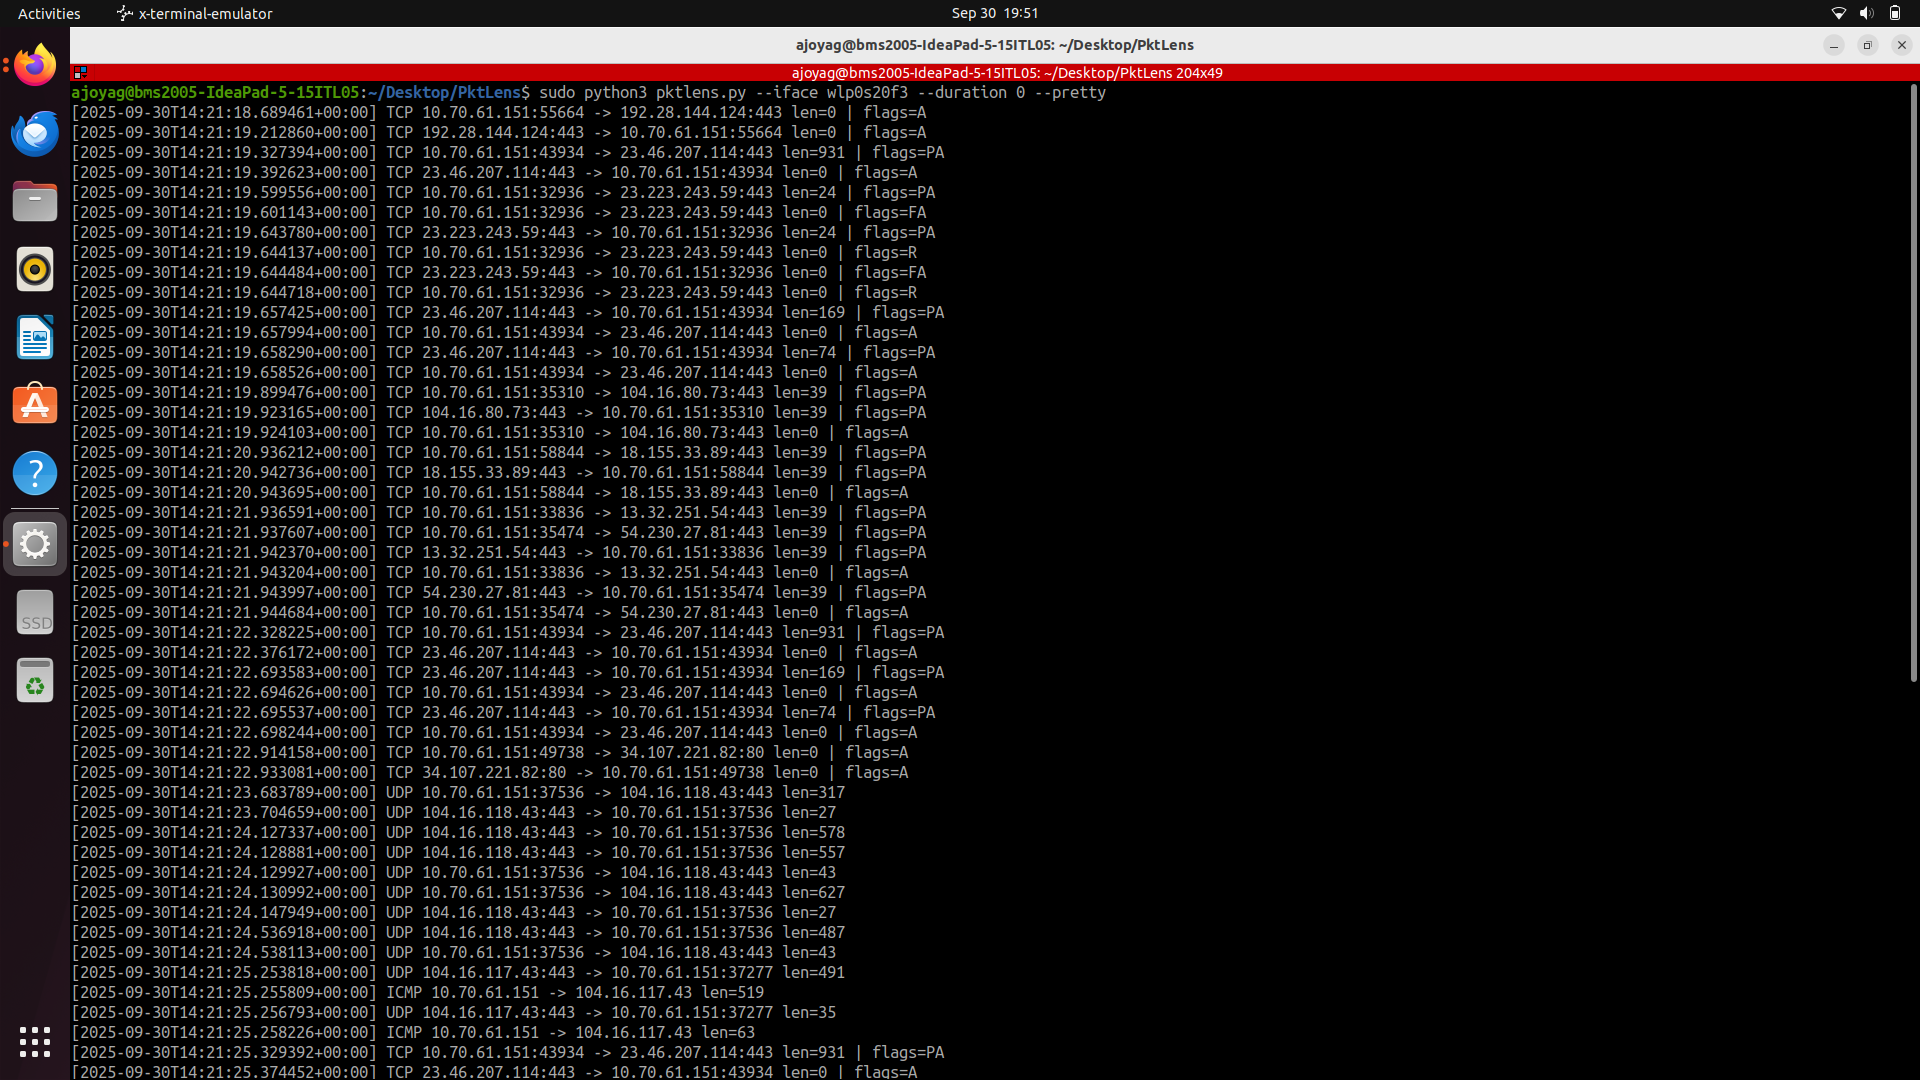 Activities
x-terminal-emulator
Sep 30 19:51
ajoyag@bms2005-IdeaPad-5-15ITL05: ~/Desktop/PktLens
ajoyag@bms2005-IdeaPad-5-15ITL05: ~/Desktop/PktLens 204x49
ajoyag@bms2005-IdeaPad-5-15ITL05:~/Desktop/PktLens$ sudo python3 pktlens.py --iface wlp0s20f3 --duration 0 --pretty
[2025-09-30T14:21:18.689461+00:00] TCP 10.70.61.151:55664 -> 192.28.144.124:443 len=0 | flags=A
[2025-09-30T14:21:19.212860+00:00] TCP 192.28.144.124:443 -> 10.70.61.151:55664 len=0 | flags=A
[2025-09-30T14:21:19.327394+00:00] TCP 10.70.61.151:43934 -> 23.46.207.114:443 len=931 | flags=PA
[2025-09-30T14:21:19.392623+00:00] TCP 23.46.207.114:443 -> 10.70.61.151:43934 len=0 | flags=A
[2025-09-30T14:21:19.599556+00:00] TCP 10.70.61.151:32936 -> 23.223.243.59:443 len=24 | flags=PA
[2025-09-30T14:21:19.601143+00:00] TCP 10.70.61.151:32936 -> 23.223.243.59:443 len=0 | flags=FA
[2025-09-30T14:21:19.643780+00:00] TCP 23.223.243.59:443 -> 10.70.61.151:32936 len=24 | flags=PA
[2025-09-30T14:21:19.644137+00:00] TCP 10.70.61.151:32936 -> 23.223.243.59:443 len=0 | flags=R
[2025-09-30T14:21:19.644484+00:00] TCP 23.223.243.59:443 -> 10.70.61.151:32936 len=0 | flags=FA
[2025-09-30T14:21:19.644718+00:00] TCP 10.70.61.151:32936 -> 23.223.243.59:443 len=0 | flags=R
[2025-09-30T14:21:19.657425+00:00] TCP 23.46.207.114:443 -> 10.70.61.151:43934 len=169 | flags=PA
[2025-09-30T14:21:19.657994+00:00] TCP 10.70.61.151:43934 -> 23.46.207.114:443 len=0 | flags=A
[2025-09-30T14:21:19.658290+00:00] TCP 23.46.207.114:443 -> 10.70.61.151:43934 len=74 | flags=PA
[2025-09-30T14:21:19.658526+00:00] TCP 10.70.61.151:43934 -> 23.46.207.114:443 len=0 | flags=A
[2025-09-30T14:21:19.899476+00:00] TCP 10.70.61.151:35310 -> 104.16.80.73:443 len=39 | flags=PA
[2025-09-30T14:21:19.923165+00:00] TCP 104.16.80.73:443 -> 10.70.61.151:35310 len=39 | flags=PA
[2025-09-30T14:21:19.924103+00:00] TCP 10.70.61.151:35310 -> 104.16.80.73:443 len=0 | flags=A
[2025-09-30T14:21:20.936212+00:00] TCP 10.70.61.151:58844 -> 18.155.33.89:443 len=39 | flags=PA
[2025-09-30T14:21:20.942736+00:00] TCP 18.155.33.89:443 -> 10.70.61.151:58844 len=39 | flags=PA
[2025-09-30T14:21:20.943695+00:00] TCP 10.70.61.151:58844 -> 18.155.33.89:443 len=0 | flags=A
[2025-09-30T14:21:21.936591+00:00] TCP 10.70.61.151:33836 -> 13.32.251.54:443 len=39 | flags=PA
[2025-09-30T14:21:21.937607+00:00] TCP 10.70.61.151:35474 -> 54.230.27.81:443 len=39 | flags=PA
[2025-09-30T14:21:21.942370+00:00] TCP 13.32.251.54:443 -> 10.70.61.151:33836 len=39 | flags=PA
[2025-09-30T14:21:21.943204+00:00] TCP 10.70.61.151:33836 -> 13.32.251.54:443 len=0 | flags=A
[2025-09-30T14:21:21.943997+00:00] TCP 54.230.27.81:443 -> 10.70.61.151:35474 len=39 | flags=PA
[2025-09-30T14:21:21.944684+00:00] TCP 10.70.61.151:35474 -> 54.230.27.81:443 len=0 | flags=A
[2025-09-30T14:21:22.328225+00:00] TCP 10.70.61.151:43934 -> 23.46.207.114:443 len=931 | flags=PA
[2025-09-30T14:21:22.376172+00:00] TCP 23.46.207.114:443 -> 10.70.61.151:43934 len=0 | flags=A
[2025-09-30T14:21:22.693583+00:00] TCP 23.46.207.114:443 -> 10.70.61.151:43934 len=169 | flags=PA
[2025-09-30T14:21:22.694626+00:00] TCP 10.70.61.151:43934 -> 23.46.207.114:443 len=0 | flags=A
[2025-09-30T14:21:22.695537+00:00] TCP 23.46.207.114:443 -> 10.70.61.151:43934 len=74 | flags=PA
[2025-09-30T14:21:22.698244+00:00] TCP 10.70.61.151:43934 -> 23.46.207.114:443 len=0 | flags=A
[2025-09-30T14:21:22.914158+00:00] TCP 10.70.61.151:49738 -> 34.107.221.82:80 len=0 | flags=A
[2025-09-30T14:21:22.933081+00:00] TCP 34.107.221.82:80 -> 10.70.61.151:49738 len=0 | flags=A
[2025-09-30T14:21:23.683789+00:00] UDP 10.70.61.151:37536 -> 104.16.118.43:443 len=317
[2025-09-30T14:21:23.704659+00:00] UDP 104.16.118.43:443 -> 10.70.61.151:37536 len=27
[2025-09-30T14:21:24.127337+00:00] UDP 104.16.118.43:443 -> 10.70.61.151:37536 len=578
[2025-09-30T14:21:24.128881+00:00] UDP 104.16.118.43:443 -> 10.70.61.151:37536 len=557
[2025-09-30T14:21:24.129927+00:00] UDP 10.70.61.151:37536 -> 104.16.118.43:443 len=43
[2025-09-30T14:21:24.130992+00:00] UDP 10.70.61.151:37536 -> 104.16.118.43:443 len=627
[2025-09-30T14:21:24.147949+00:00] UDP 104.16.118.43:443 -> 10.70.61.151:37536 len=27
[2025-09-30T14:21:24.536918+00:00] UDP 104.16.118.43:443 -> 10.70.61.151:37536 len=487
[2025-09-30T14:21:24.538113+00:00] UDP 10.70.61.151:37536 -> 104.16.118.43:443 len=43
[2025-09-30T14:21:25.253818+00:00] UDP 104.16.117.43:443 -> 10.70.61.151:37277 len=491
[2025-09-30T14:21:25.255809+00:00] ICMP 10.70.61.151 -> 104.16.117.43 len=519
[2025-09-30T14:21:25.256793+00:00] UDP 104.16.117.43:443 -> 10.70.61.151:37277 len=35
[2025-09-30T14:21:25.258226+00:00] ICMP 10.70.61.151 -> 104.16.117.43 len=63
[2025-09-30T14:21:25.329392+00:00] TCP 10.70.61.151:43934 -> 23.46.207.114:443 len=931 | flags=PA
[2025-09-30T14:21:25.374452+00:00] TCP 23.46.207.114:443 -> 10.70.61.151:43934 len=0 | flags=A
SSD